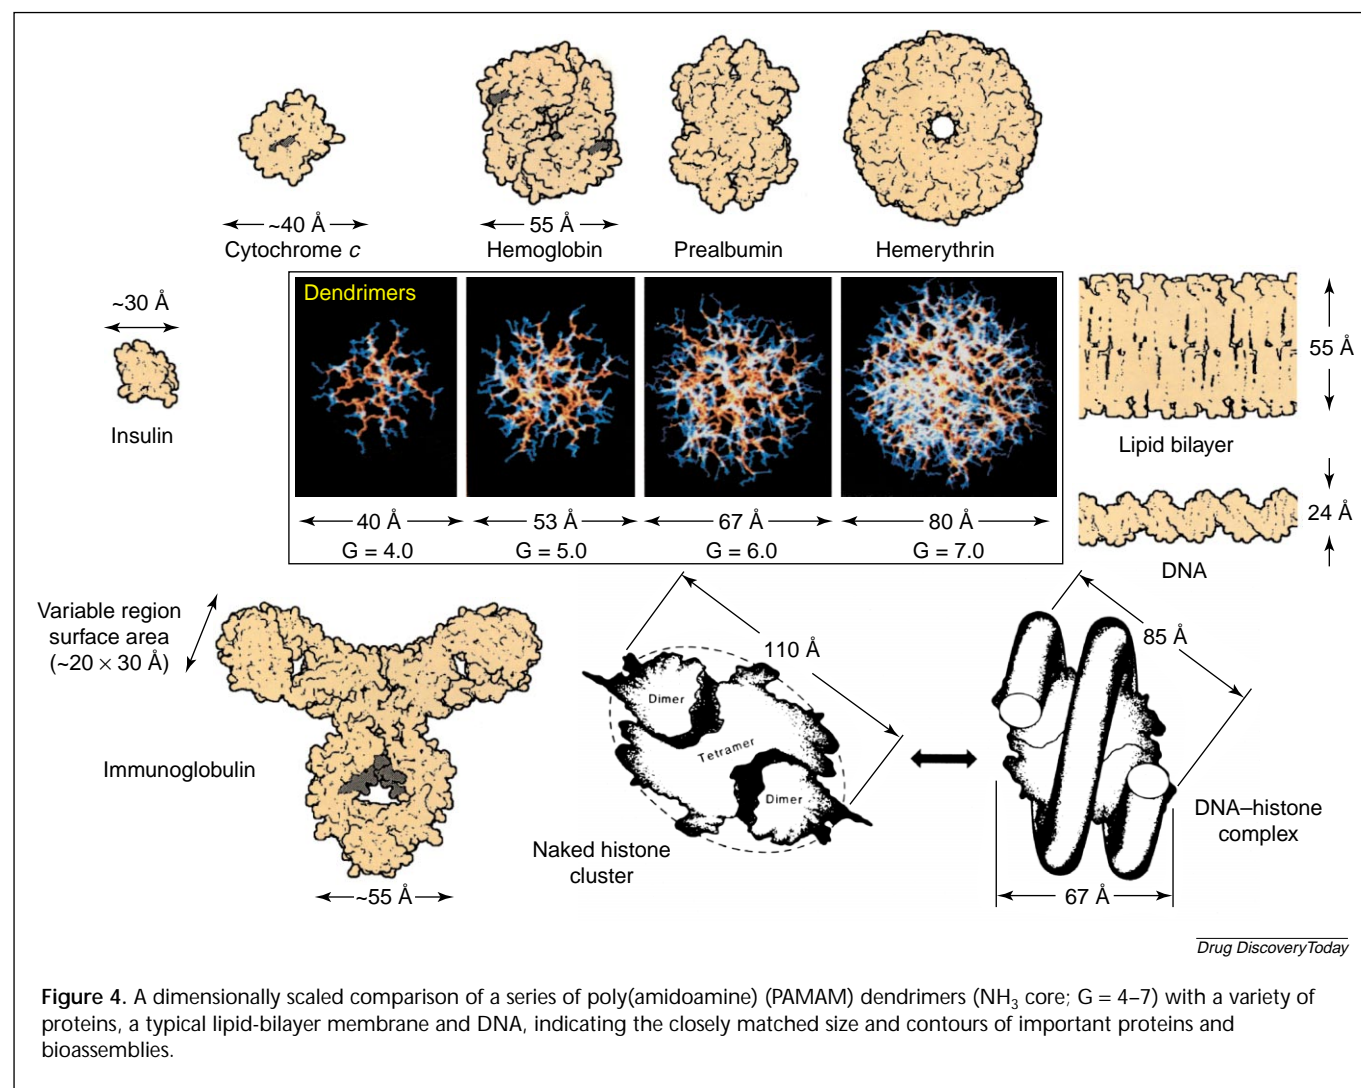 ~40 Å
Cytochrome c
55 Å
Hemoglobin
Prealbumin
Hemerythrin
~30 Å
Insulin
Dendrimers
40 Å
G = 4.0
53 Å
G = 5.0
67 Å
G = 6.0
80 Å
G = 7.0
55 Å
Lipid bilayer
24 Å
DNA
Variable region
surface area
(~20 × 30 Å)
Immunoglobulin
~55 Å
110 Å
Dimer
Tetramer
Dimer
Naked histone
cluster
85 Å
DNA–histone
complex
67 Å
Drug Discovery Today
Figure 4. A dimensionally scaled comparison of a series of poly(amidoamine) (PAMAM) dendrimers (NH₃ core; G = 4–7) with a variety of
proteins, a typical lipid-bilayer membrane and DNA, indicating the closely matched size and contours of important proteins and
bioassemblies.